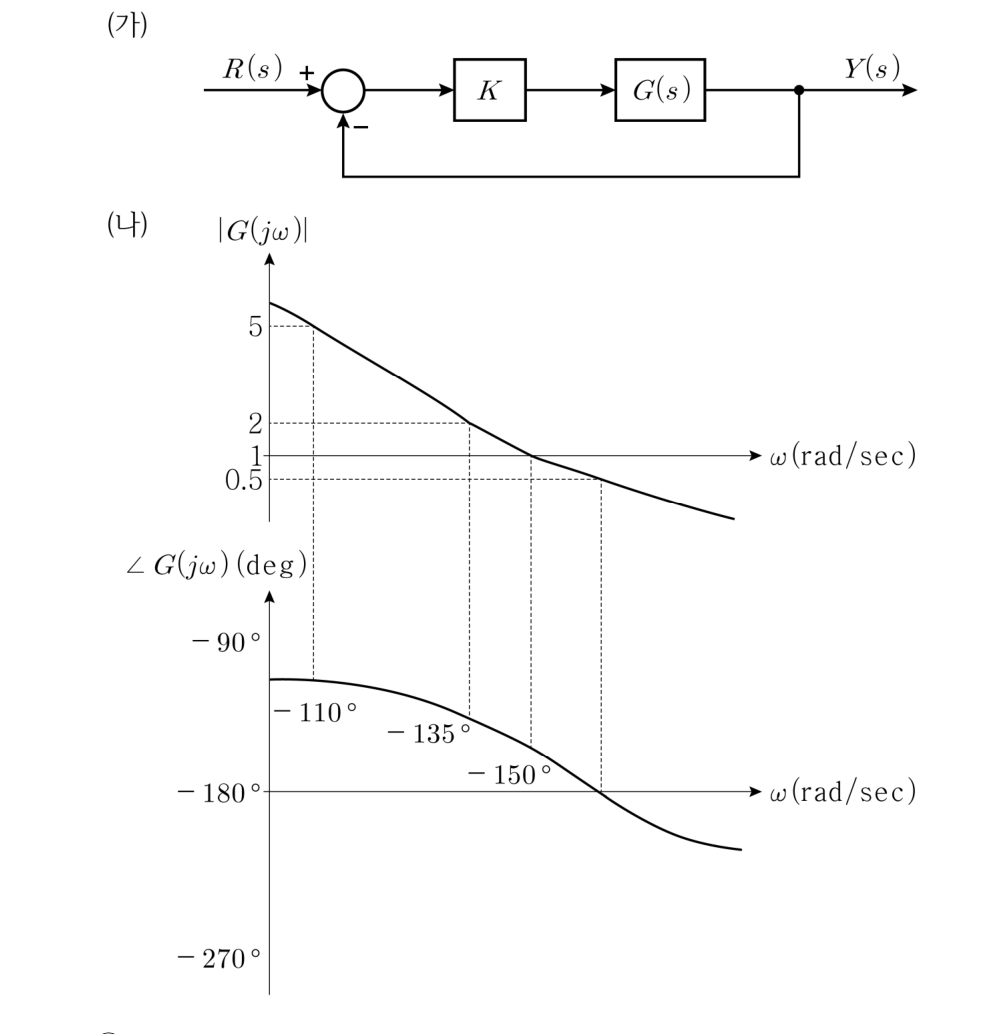 (가)
R(s) + K G(s) Y(s)
−
(나)
|G(jω)|
5
2
1 ω(rad/sec)
0.5
∠ G(jω) (deg)
− 90°
− 110°
− 135°
− 150°
− 180° ω(rad/sec)
− 270°